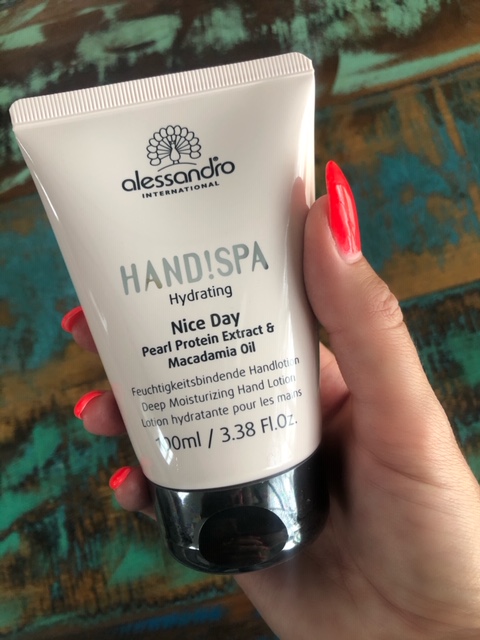 alessandro
INTERNATIONAL
HAND!SPA
Hydrating
Nice Day
Pearl Protein Extract &
Macadamia Oil
Feuchtigkeitsbindende Handlotion
Deep Moisturizing Hand Lotion
Lotion hydratante pour les mains
100ml / 3.38 Fl.Oz.